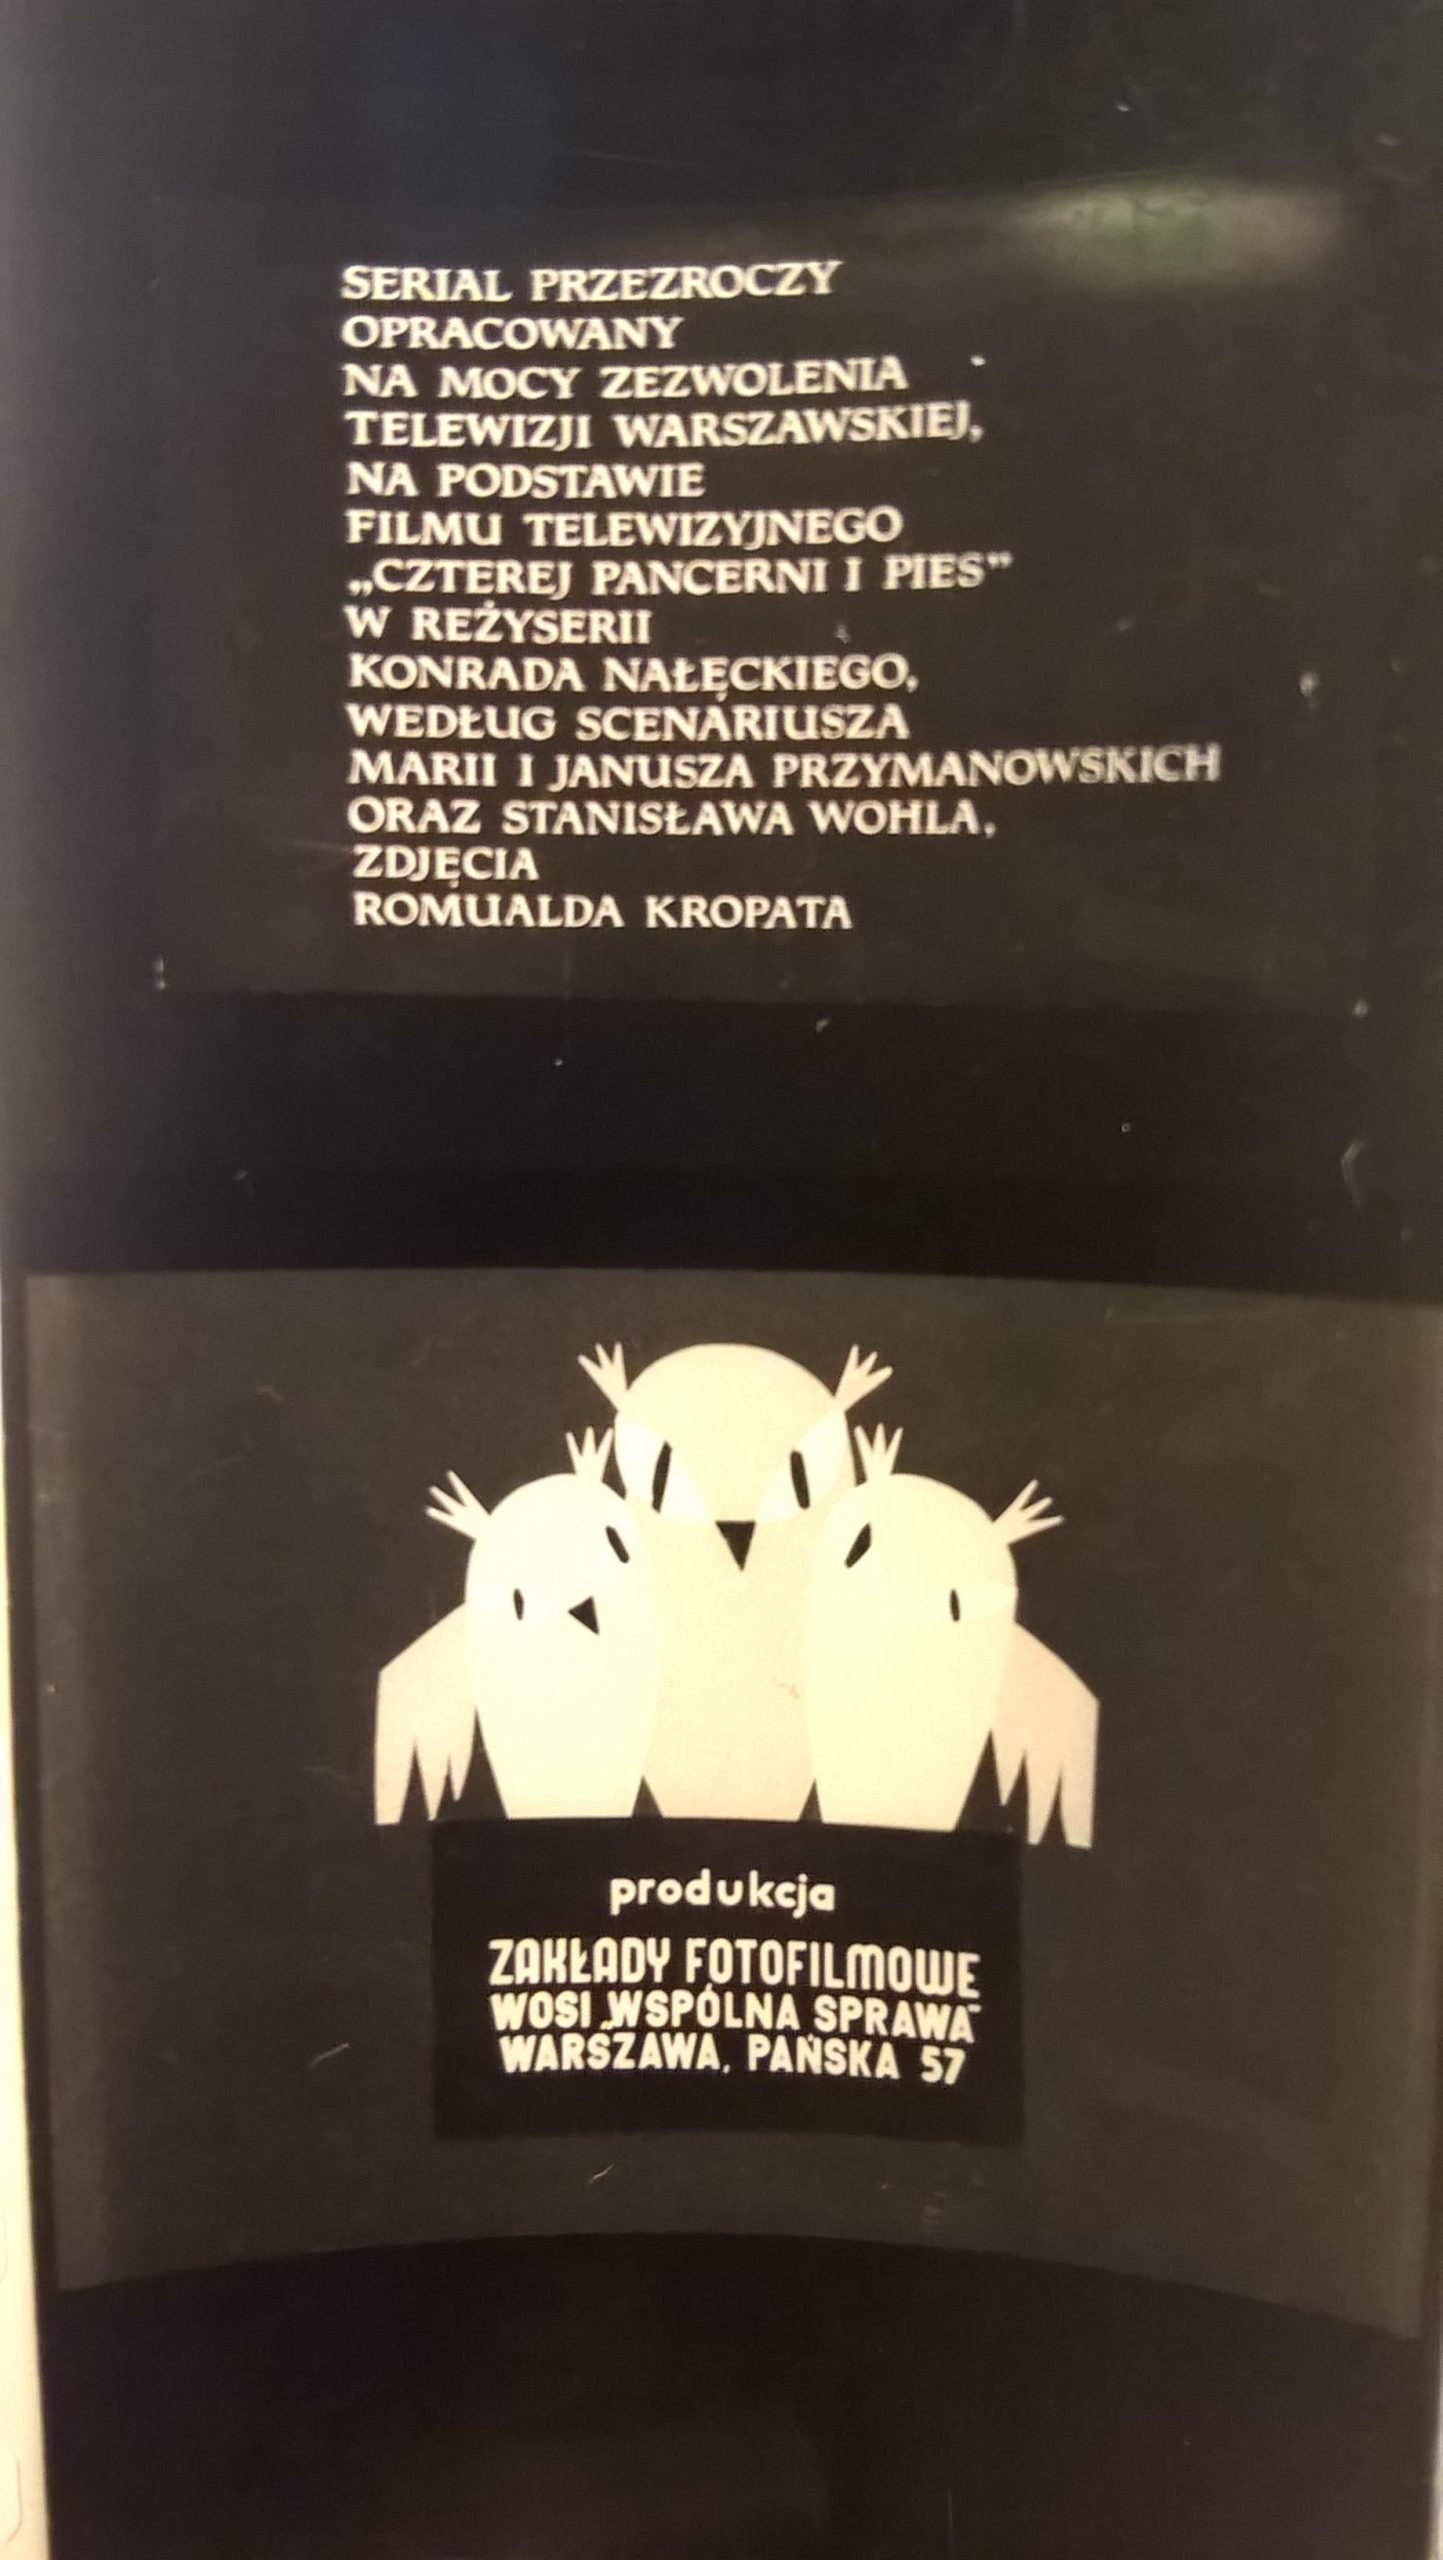 SERIAL PRZEZROCZY
OPRACOWANY
NA MOCY ZEZWOLENIA
TELEWIZJI WARSZAWSKIEJ,
NA PODSTAWIE
FILMU TELEWIZYJNEGO
„CZTEREJ PANCERNI I PIES”
W REŻYSERII
KONRADA NAŁĘCKIEGO,
WEDŁUG SCENARIUSZA
MARII I JANUSZA PRZYMANOWSKICH
ORAZ STANISŁAWA WOHLA,
ZDJĘCIA
ROMUALDA KROPATA
produkcja
ZAKŁADY FOTOFILMOWE
WOSI „WSPÓLNA SPRAWA”
WARSZAWA, PAŃSKA 57